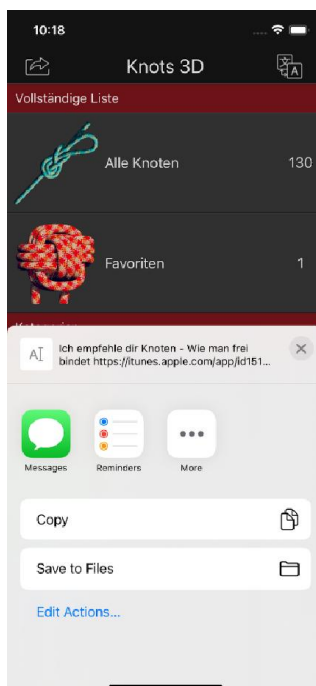 10:18
Knots 3D
Vollständige Liste
Alle Knoten 130
Favoriten 1
Ich empfehle dir Knoten - Wie man frei
bindet https://itunes.apple.com/app/id151...
Messages Reminders More
Copy
Save to Files
Edit Actions...